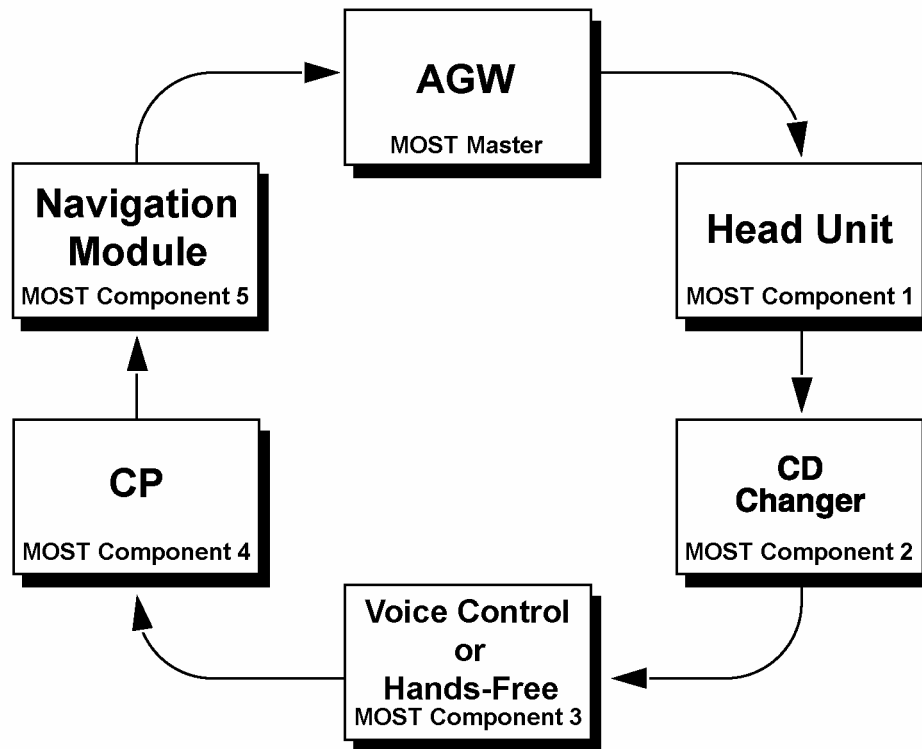 AGW
MOST Master
Head Unit
MOST Component 1
CD
Changer
MOST Component 2
Voice Control
or
Hands-Free
MOST Component 3
CP
MOST Component 4
Navigation
Module
MOST Component 5